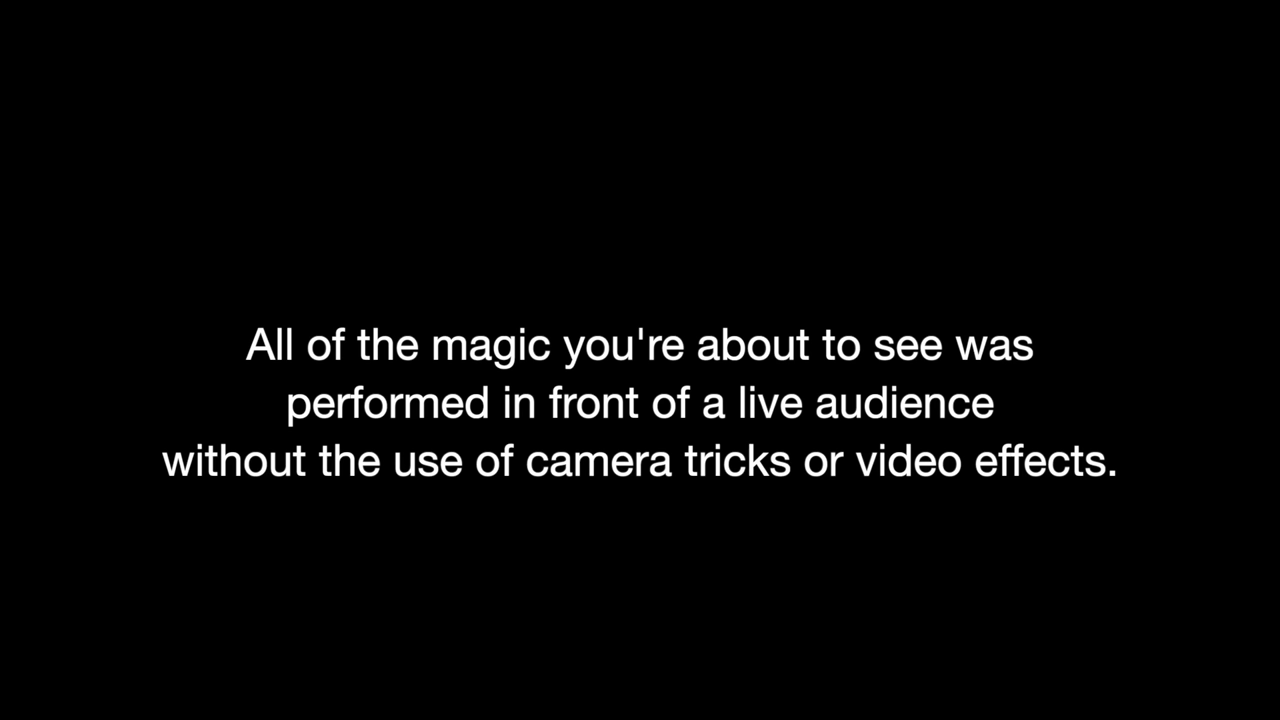 All of the magic you're about to see was
performed in front of a live audience
without the use of camera tricks or video effects.